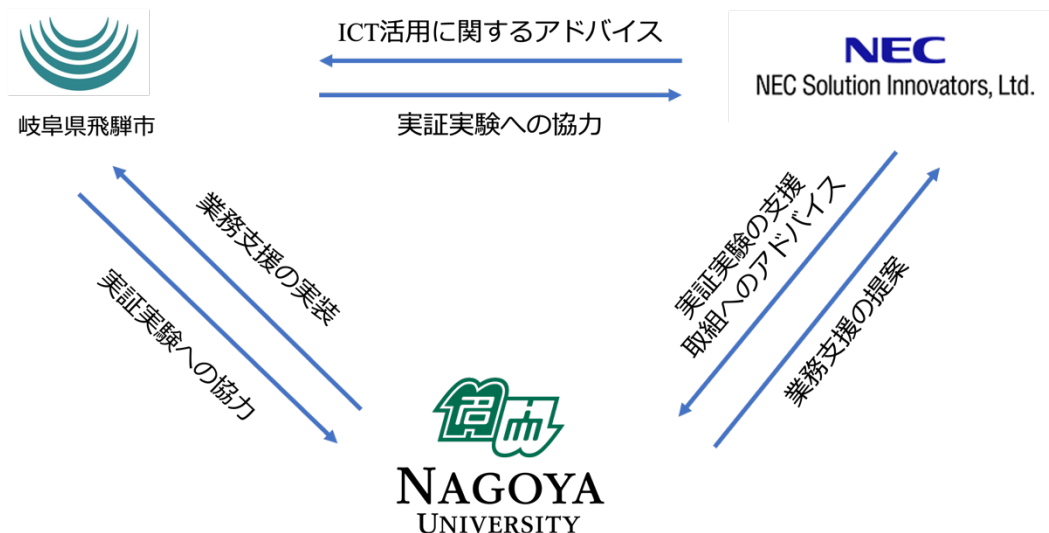 ICT活用に関するアドバイス
NEC
NEC Solution Innovators, Ltd.
岐阜県飛騨市
実証実験への協力
業務支援の実装
実証実験への協力
実証実験の支援
取組へのアドバイス
業務支援の提案
名大
NAGOYA
UNIVERSITY